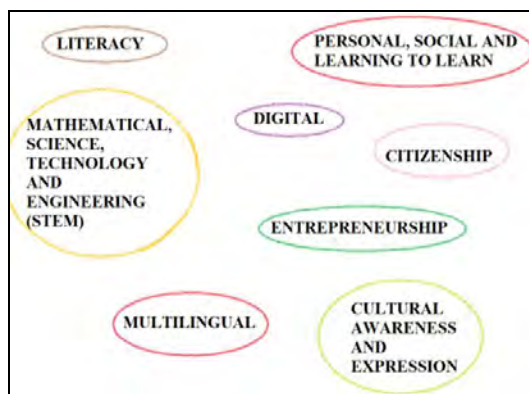 LITERACY
PERSONAL, SOCIAL AND
LEARNING TO LEARN
DIGITAL
MATHEMATICAL,
SCIENCE,
TECHNOLOGY
AND
ENGINEERING
(STEM)
CITIZENSHIP
ENTREPRENEURSHIP
MULTILINGUAL
CULTURAL
AWARENESS
AND
EXPRESSION